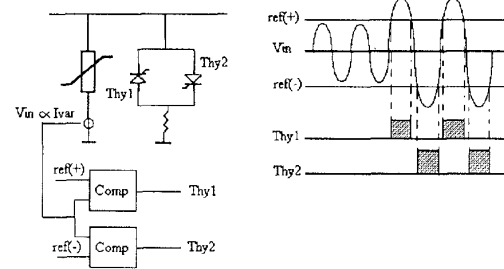 Thy1
Thy2
Vin ∝ Ivar
ref(+)
Comp
Thy1
ref(-)
Comp
Thy2
ref(+)
Vin
ref(-)
Thy1
Thy2